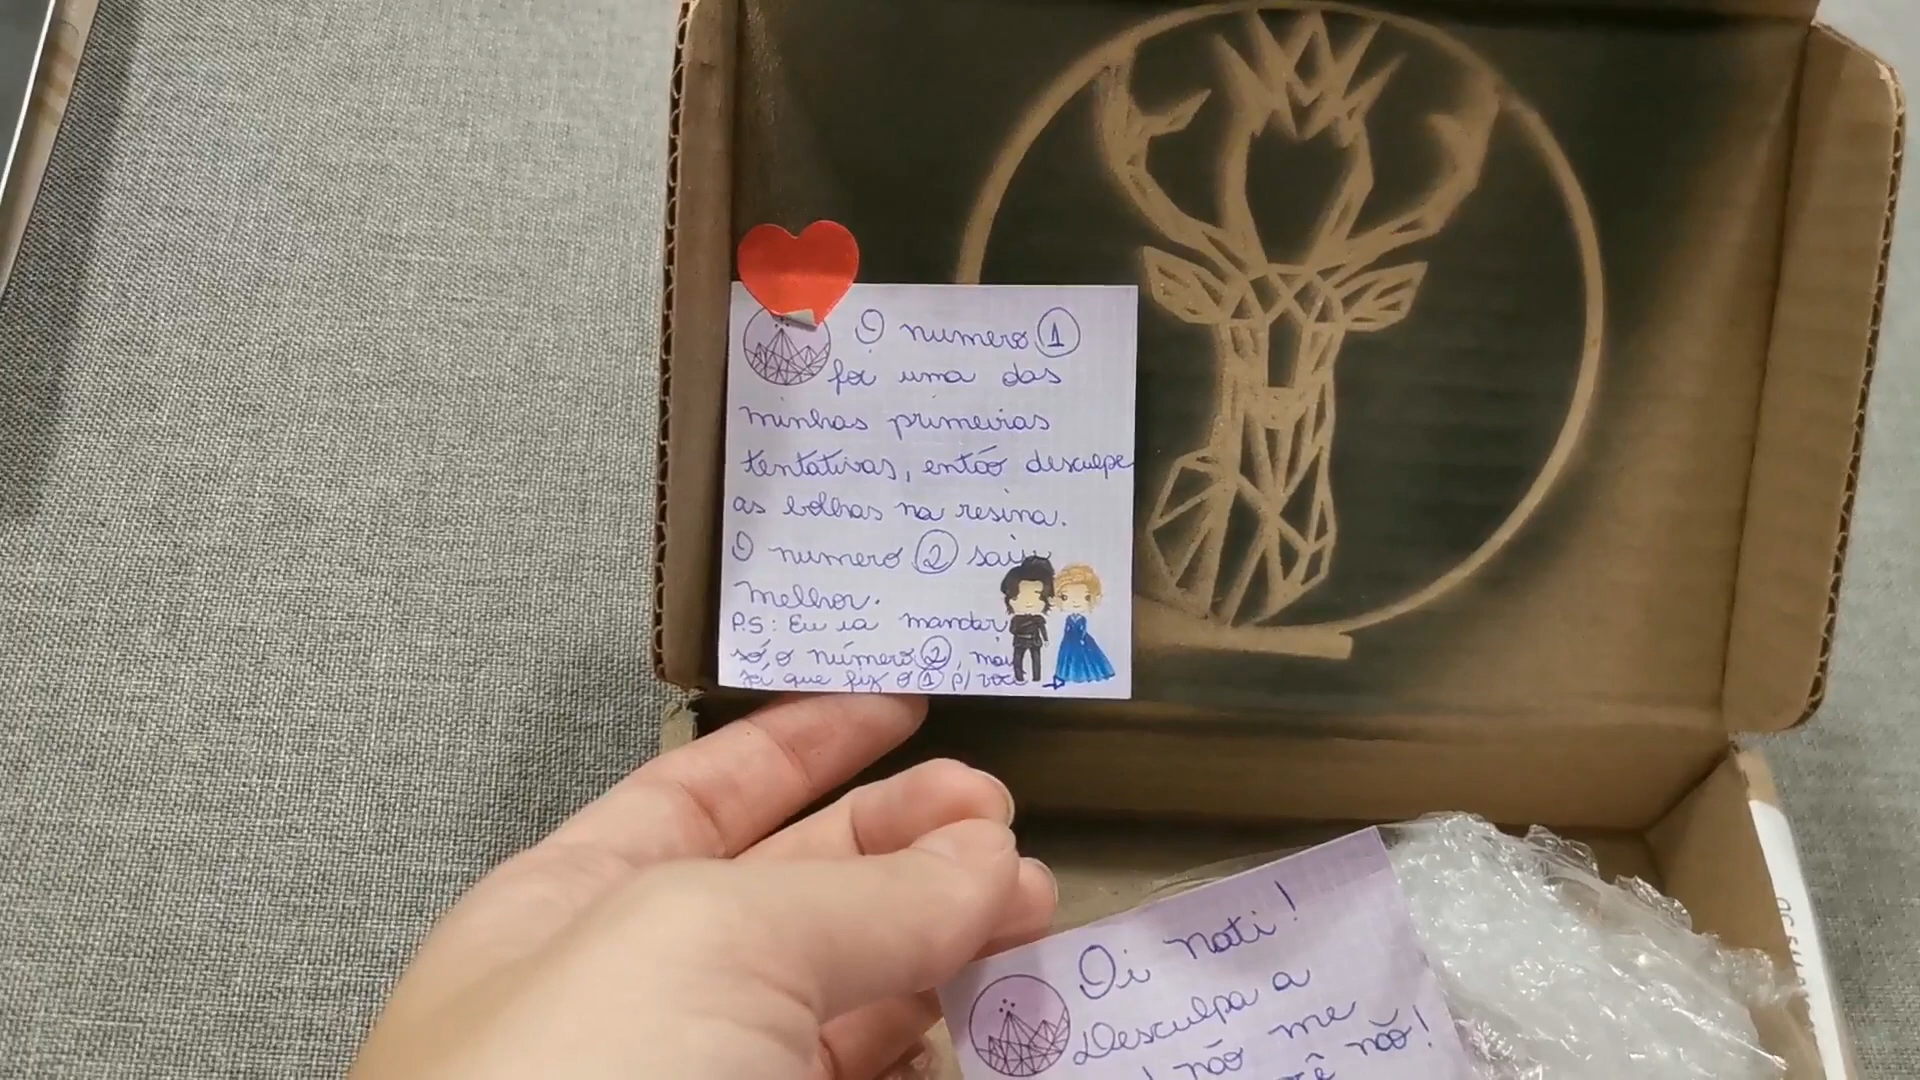 O numero 1
foi uma das
minhas primeiras
tentativas, então desculpe
as bolhas na resina.
O numero 2 saiu
melhor.
P.S: Eu ia mandar
só, o número 2, mas
já que fiz o 1 p/ você
Oi Nati!
Desculpa a
não me
não!